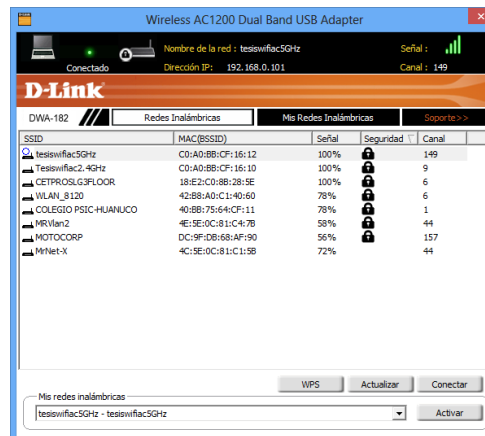 Wireless AC1200 Dual Band USB Adapter
Nombre de la red : tesiswifiac5GHz Señal :
Conectado Dirección IP: 192.168.0.101 Canal : 149
D-Link
DWA-182 Redes Inalámbricas Mis Redes Inalámbricas Soporte>>
SSID MAC(BSSID) Señal Seguridad Canal
tesiswifiac5GHz C0:A0:BB:CF:16:12 100% 149
Tesiswifiac2.4GHz C0:A0:BB:CF:16:10 100% 9
CETPROSLG3FLOOR 18:E2:C0:8B:28:5E 100% 6
WLAN_8120 42:B8:A0:C1:40:60 78% 6
COLEGIO PSIC-HUANUCO 40:BB:75:64:CF:11 78% 1
MRVlan2 4E:5E:0C:81:C4:7B 58% 44
MOTOCORP DC:9F:DB:68:AF:90 56% 157
MrNet-X 4C:5E:0C:81:C1:5B 72% 44
WPS Actualizar Conectar
Mis redes inalámbricas
tesiswifiac5GHz - tesiswifiac5GHz Activar